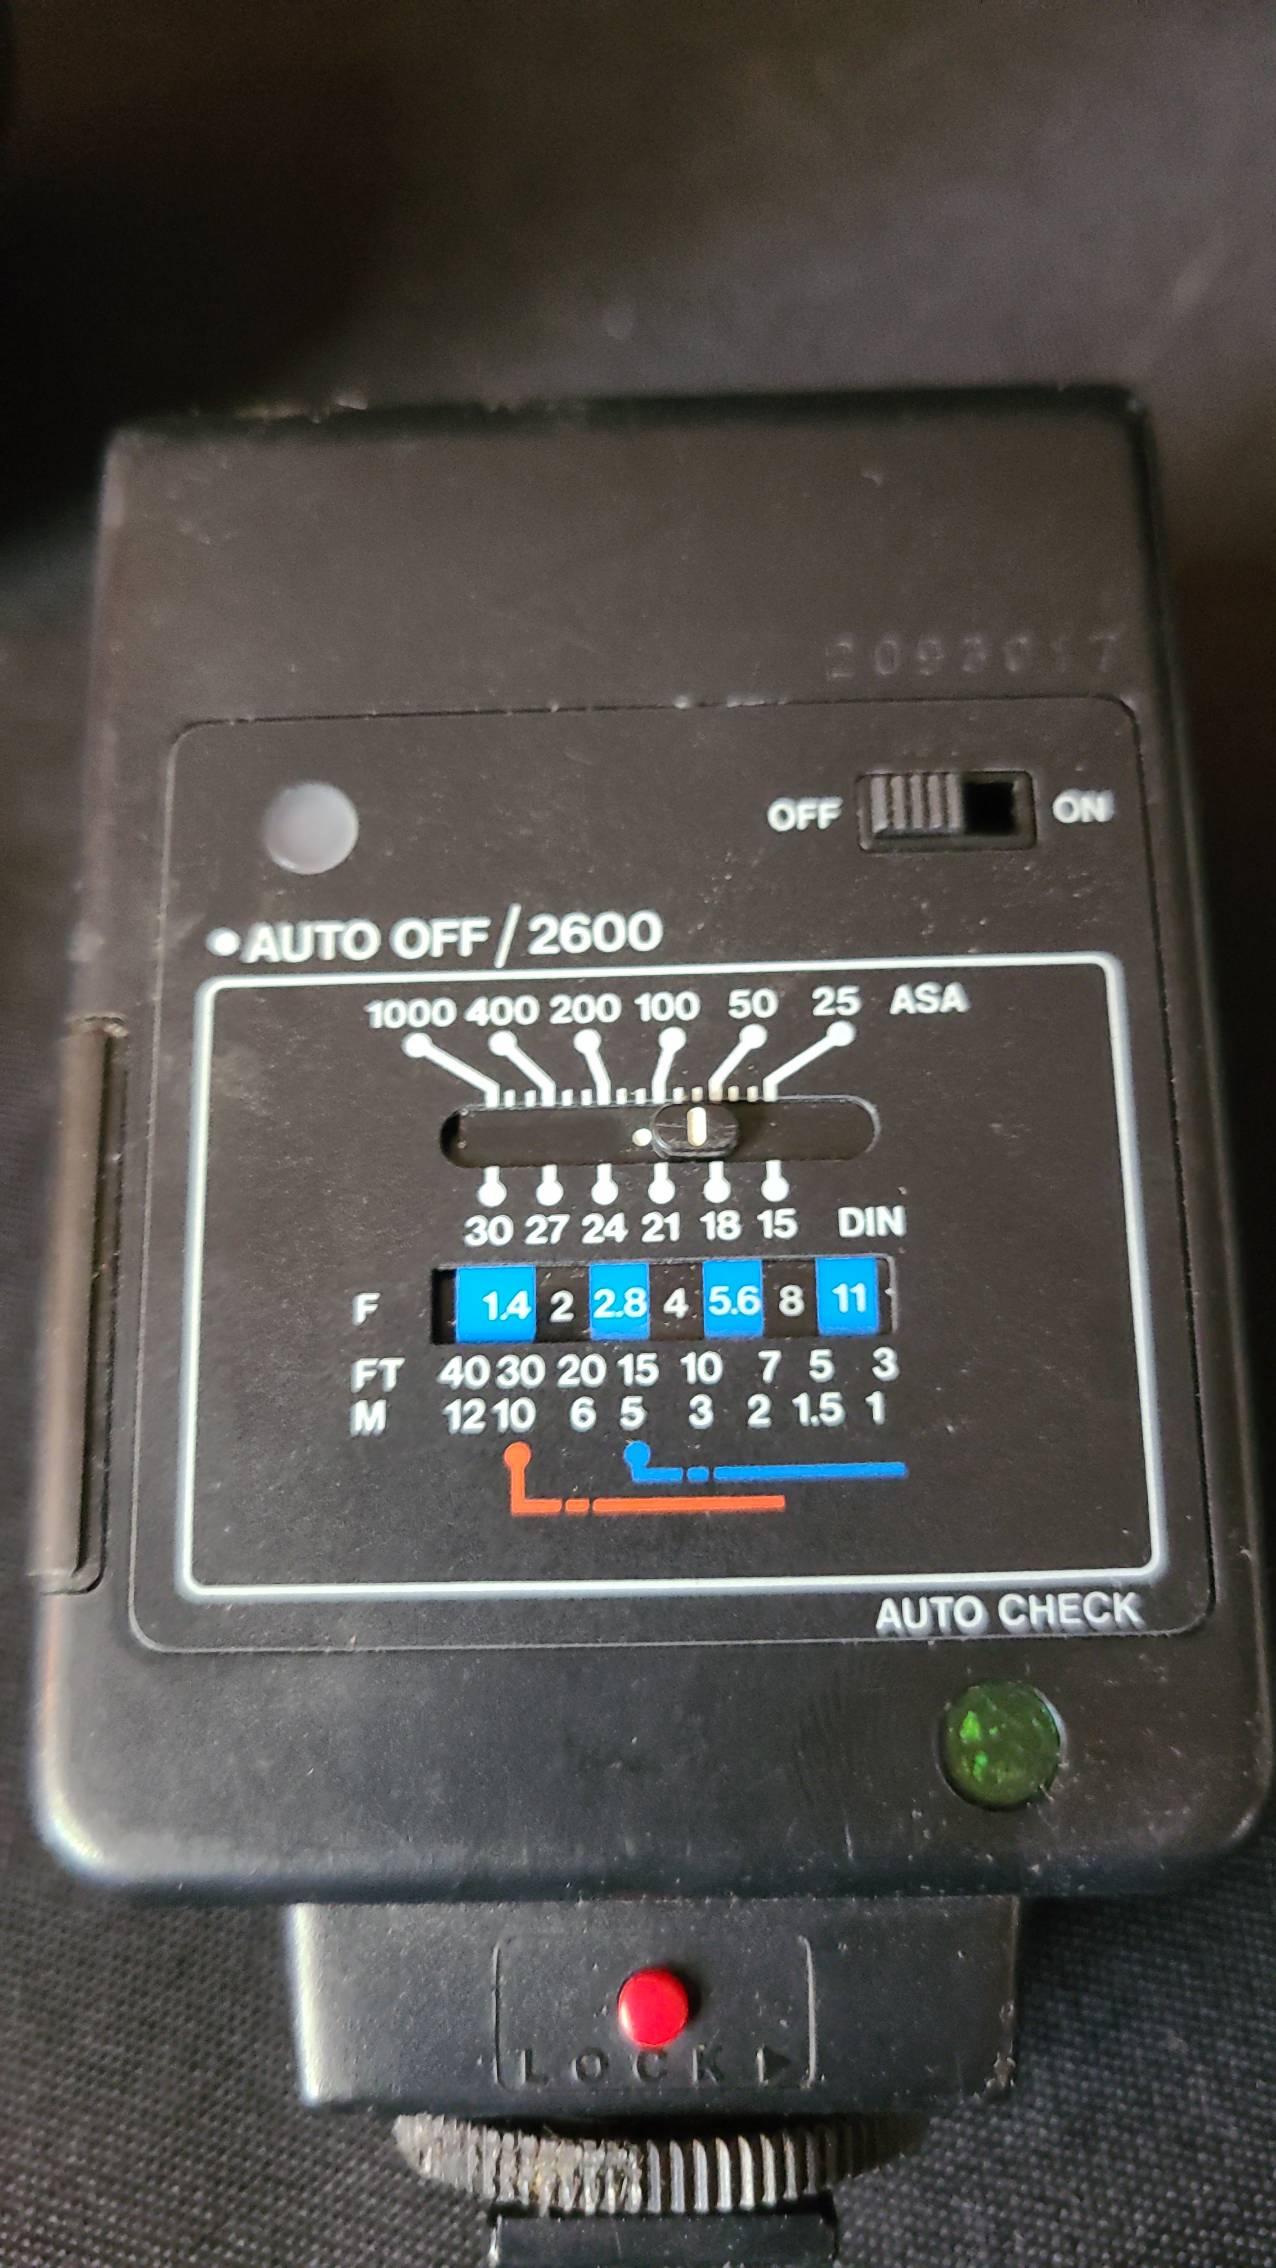 2093017
OFF ON
AUTO OFF/2600
1000 400 200 100 50 25 ASA
30 27 24 21 18 15 DIN
F 1.4 2 2.8 4 5.6 8 11
FT 40 30 20 15 10 7 5 3
M 12 10 6 5 3 2 1.5 1
AUTO CHECK
LOCK